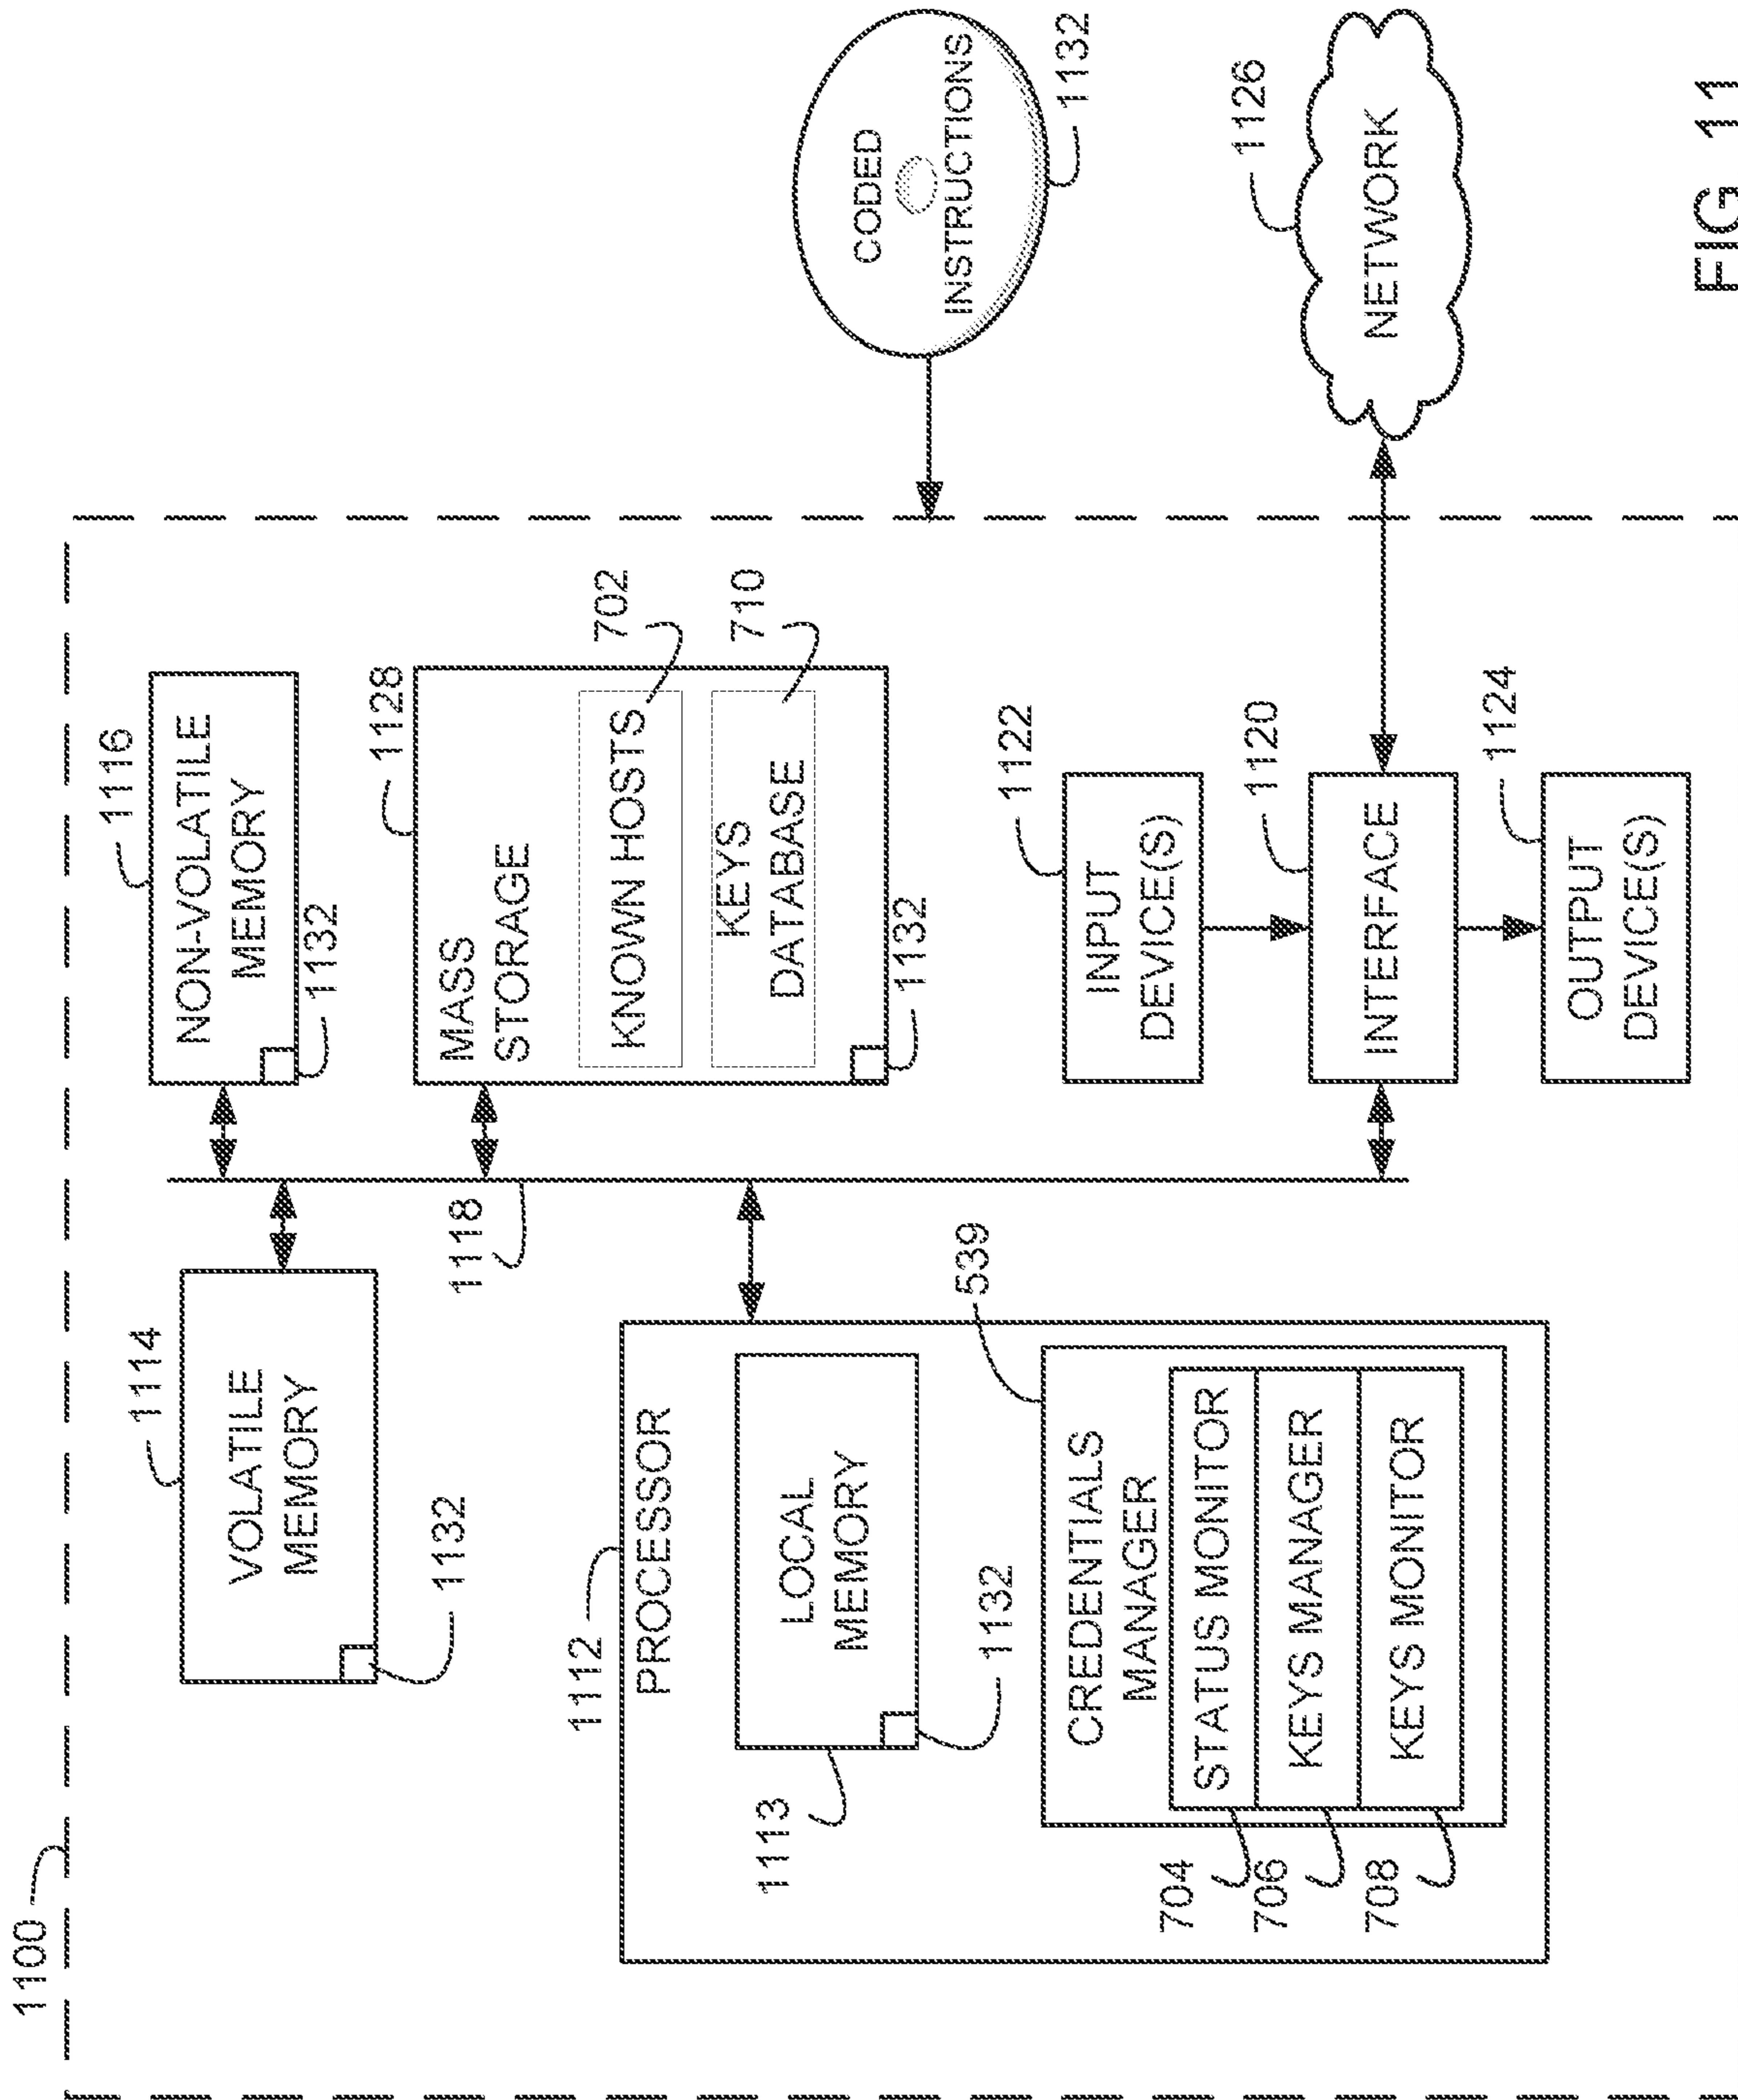 1100
1114
VOLATILE
MEMORY
1132
1116
NON-VOLATILE
MEMORY
1132
1118
1112
PROCESSOR
LOCAL
MEMORY
1113
1132
539
CREDENTIALS
MANAGER
STATUS MONITOR
KEYS MANAGER
KEYS MONITOR
704
706
708
1128
MASS
STORAGE
KNOWN HOSTS
702
KEYS
DATABASE
710
1132
INPUT
DEVICE(S)
1122
INTERFACE
1120
OUTPUT
DEVICE(S)
1124
CODED
INSTRUCTIONS
1132
1126
NETWORK
FIG. 11